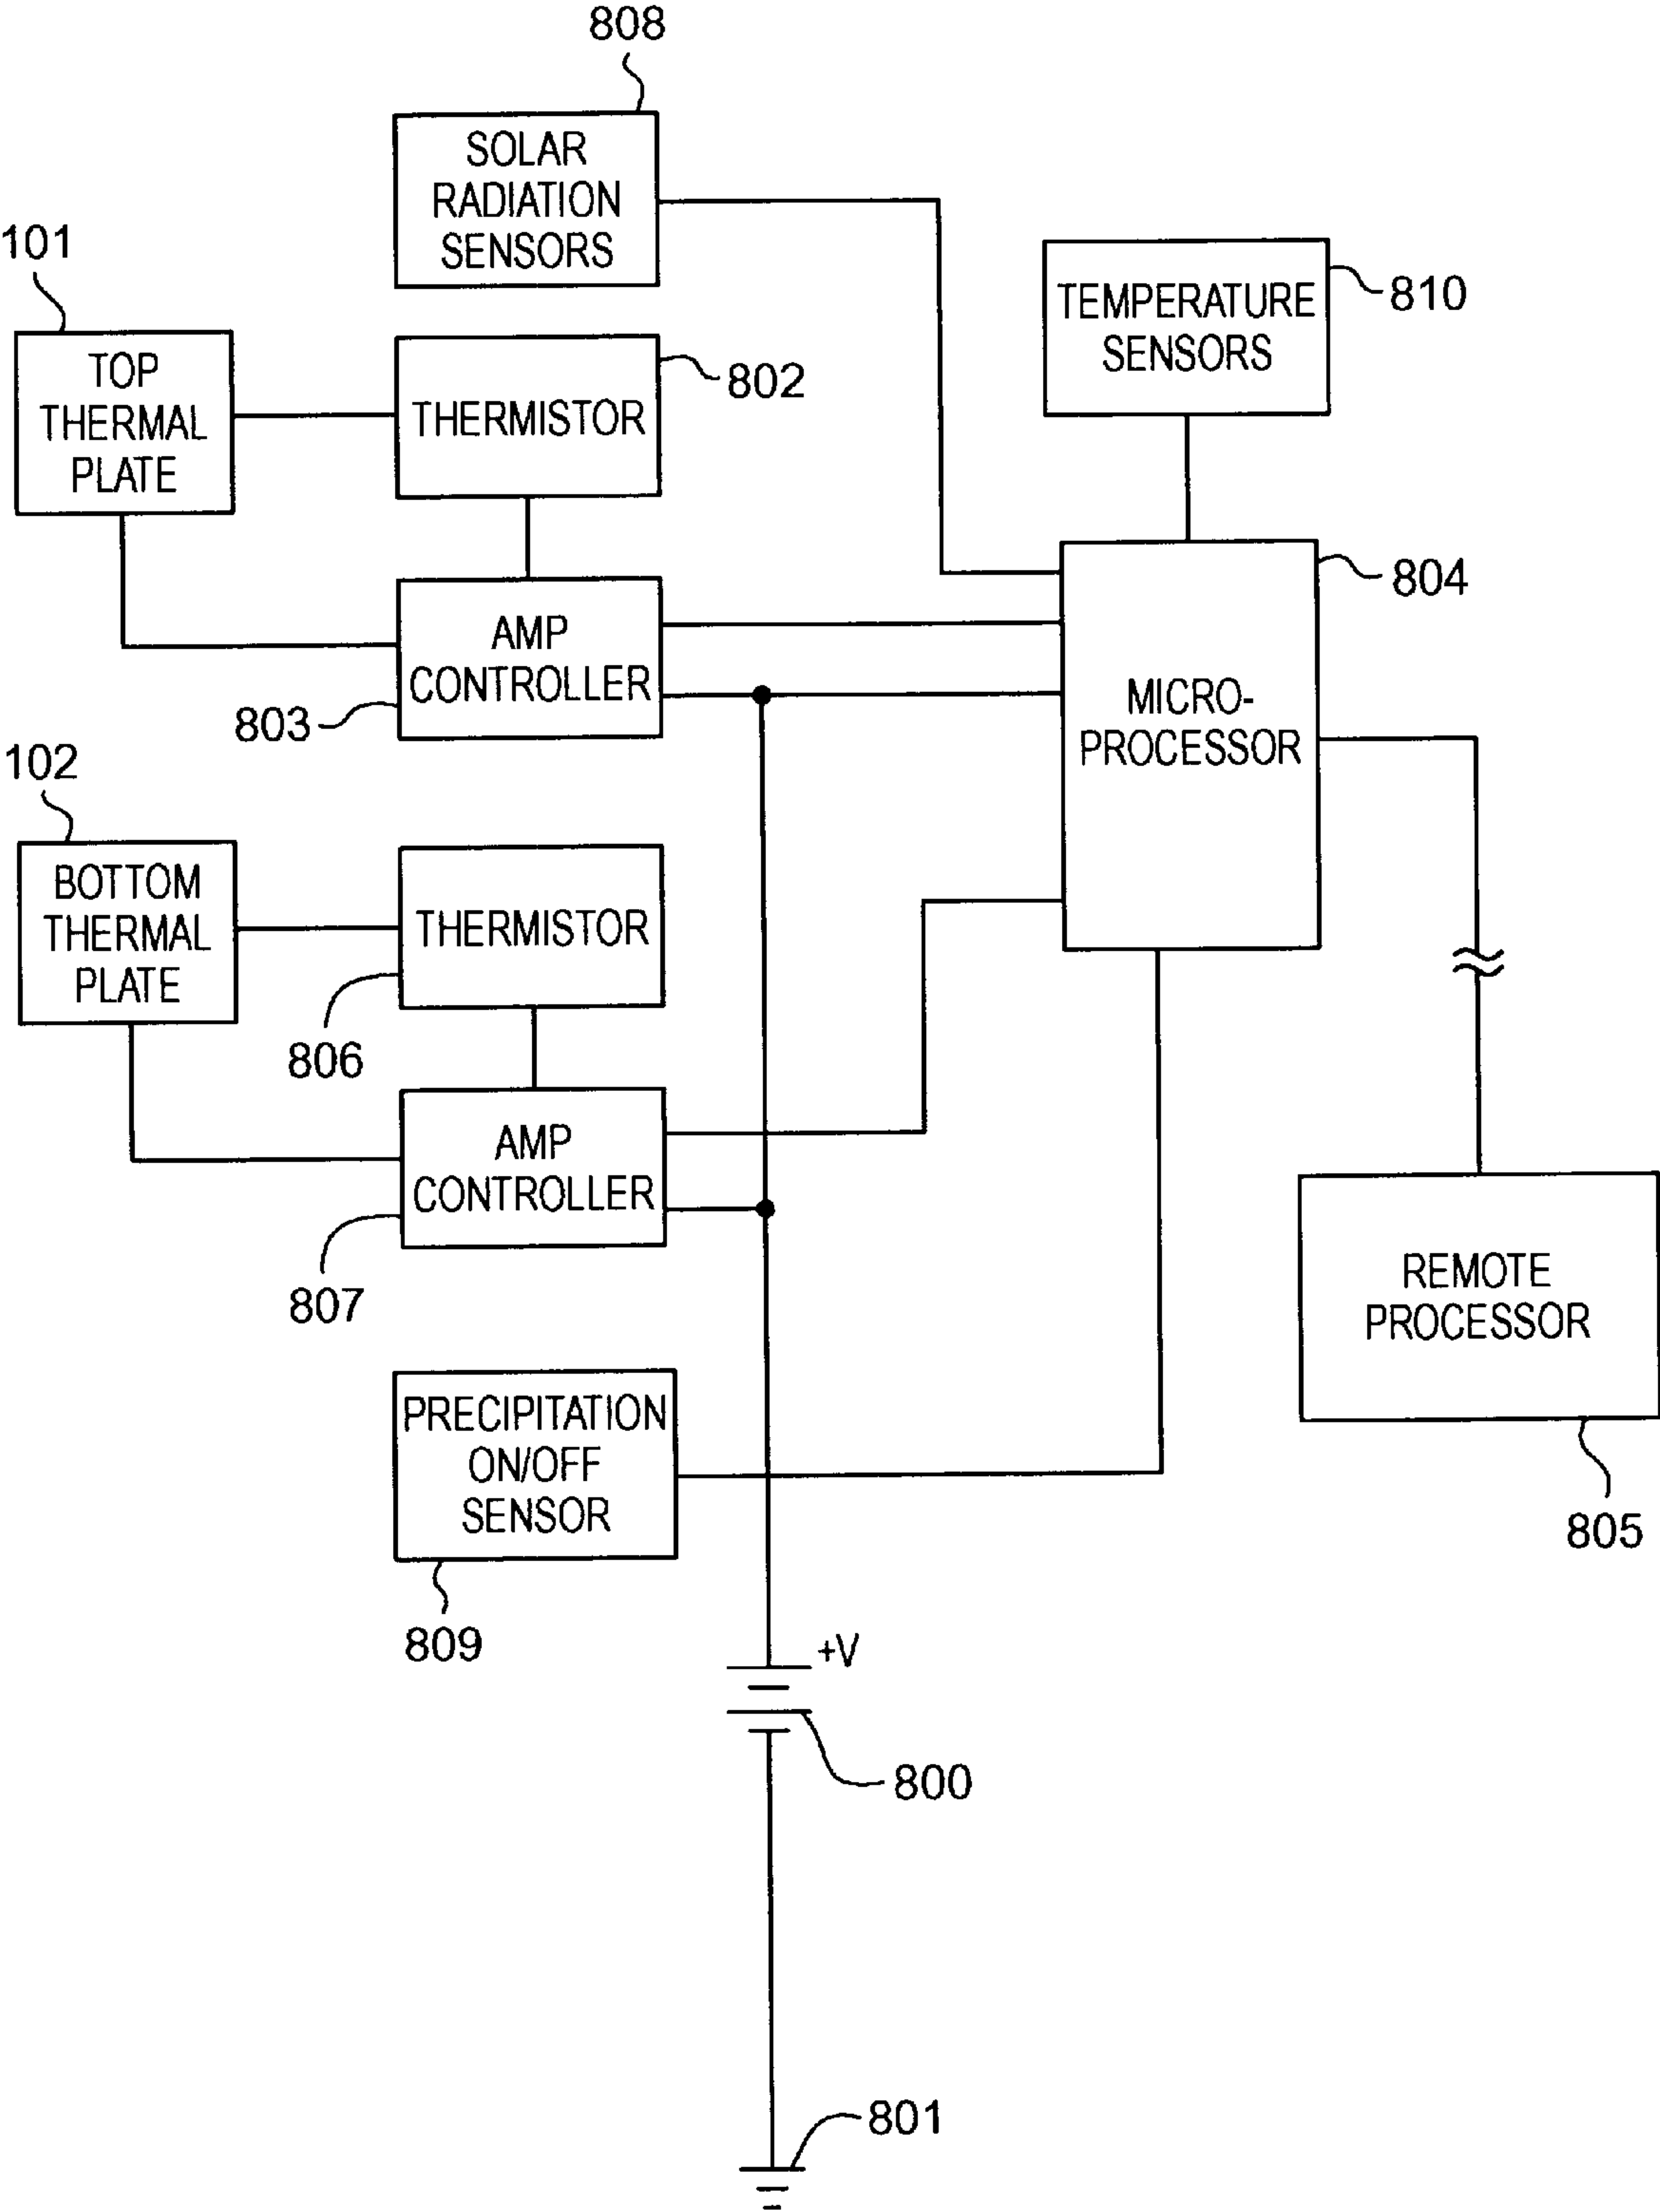 808
SOLAR
RADIATION
SENSORS
101
TOP
THERMAL
PLATE
THERMISTOR
802
TEMPERATURE
SENSORS
810
AMP
CONTROLLER
803
804
MICRO-
PROCESSOR
102
BOTTOM
THERMAL
PLATE
THERMISTOR
806
AMP
CONTROLLER
807
REMOTE
PROCESSOR
805
PRECIPITATION
ON/OFF
SENSOR
809
+V
800
801